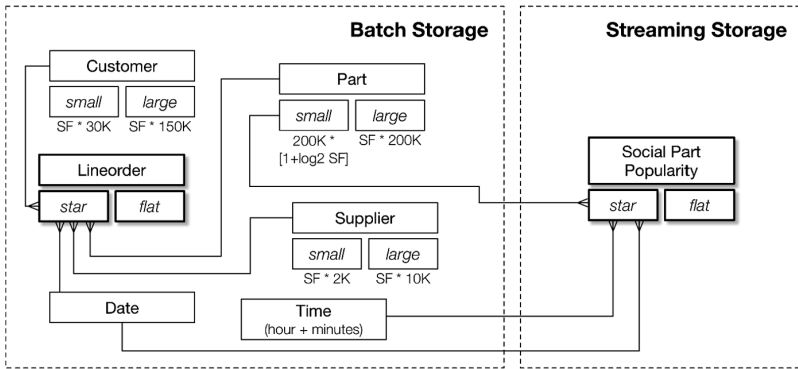 Batch Storage
Streaming Storage
Customer
small
large
SF * 30K
SF * 150K
Part
small
large
200K *
[1+log2 SF]
SF * 200K
Lineorder
star
flat
Social Part
Popularity
star
flat
Supplier
small
large
SF * 2K
SF * 10K
Date
Time
(hour + minutes)